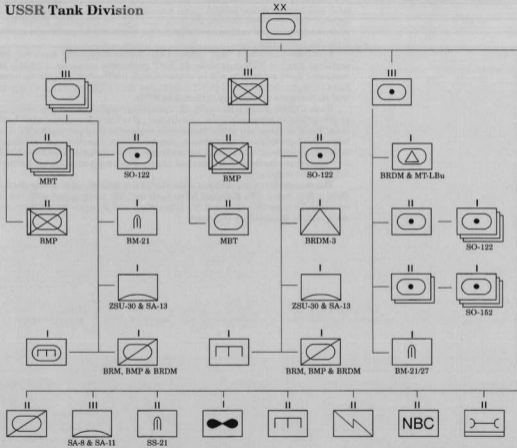 USSR Tank Division
XX
III
III
III
II
II
II
II
I
MBT
SO-122
BMP
SO-122
BRDM & MT-LBu
II
I
II
I
II
I
BMP
BM-21
MBT
BRDM-3
SO-122
I
I
II
I
ZSU-30 & SA-13
ZSU-30 & SA-13
SO-152
I
I
I
I
I
BRM, BMP & BRDM
BRM, BMP & BRDM
BM-21/27
II
III
II
I
II
II
II
II
NBC
SA-8 & SA-11
SS-21